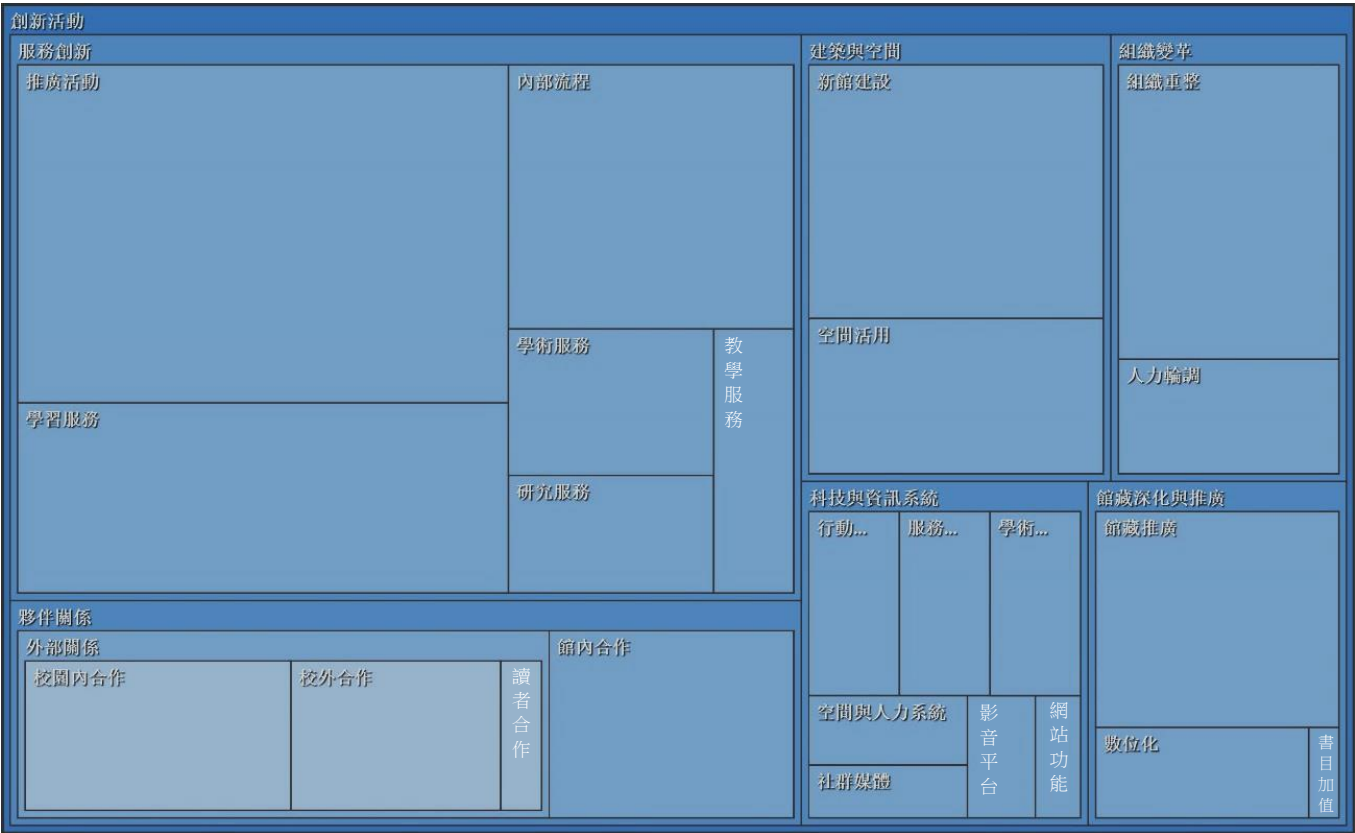 創新活動
服務創新
推廣活動
內部流程
學術服務
教學服務
學習服務
研究服務
夥伴關係
外部關係
校園內合作
校外合作
讀者合作
館內合作
建築與空間
新館建設
空間活用
組織變革
組織重整
人力輪調
科技與資訊系統
行動...
服務...
學術...
空間與人力系統
影音平台
網站功能
社群媒體
館藏深化與推廣
館藏推廣
數位化
書目加值